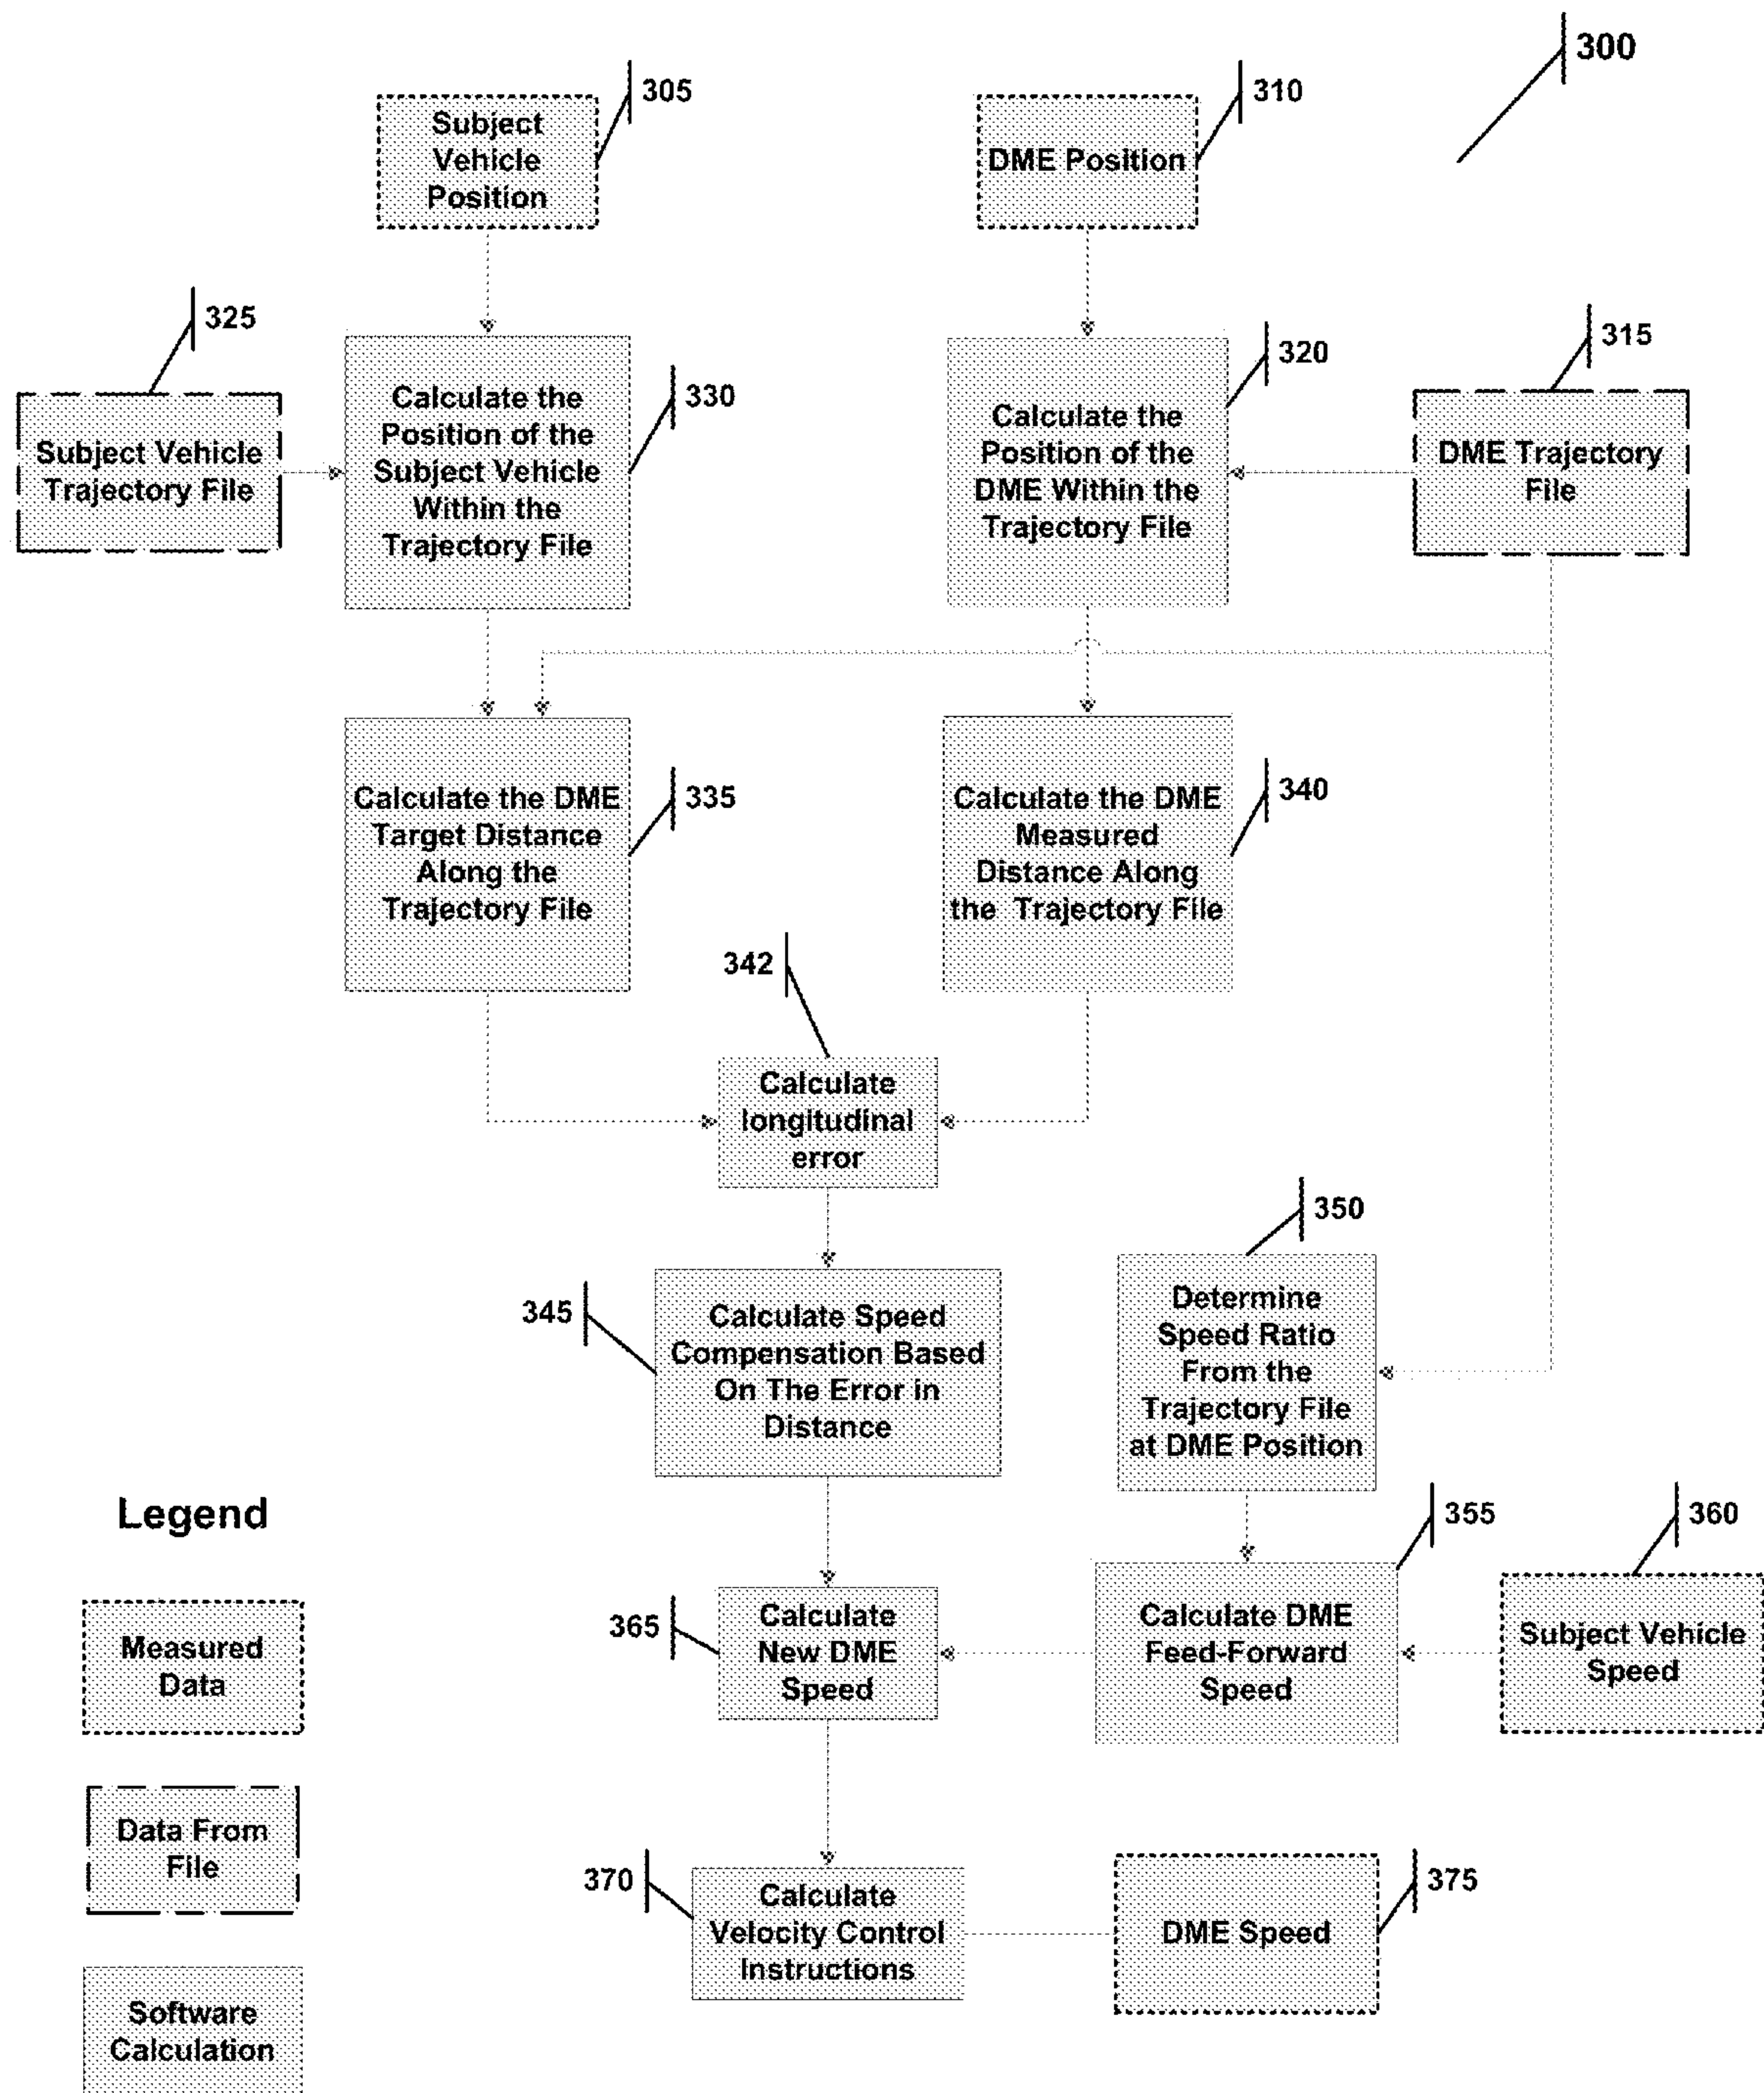 300
305
Subject
Vehicle
Position
310
DME Position
325
Subject Vehicle
Trajectory File
330
Calculate the
Position of the
Subject Vehicle
Within the
Trajectory File
320
Calculate the
Position of the
DME Within the
Trajectory File
315
DME Trajectory
File
335
Calculate the DME
Target Distance
Along the
Trajectory File
340
Calculate the DME
Measured
Distance Along
the Trajectory File
342
Calculate
longitudinal
error
345
Calculate Speed
Compensation Based
On The Error in
Distance
350
Determine
Speed Ratio
From the
Trajectory File
at DME Position
355
Calculate DME
Feed-Forward
Speed
360
Subject Vehicle
Speed
365
Calculate
New DME
Speed
370
Calculate
Velocity Control
Instructions
375
DME Speed
Legend
Measured
Data
Data From
File
Software
Calculation